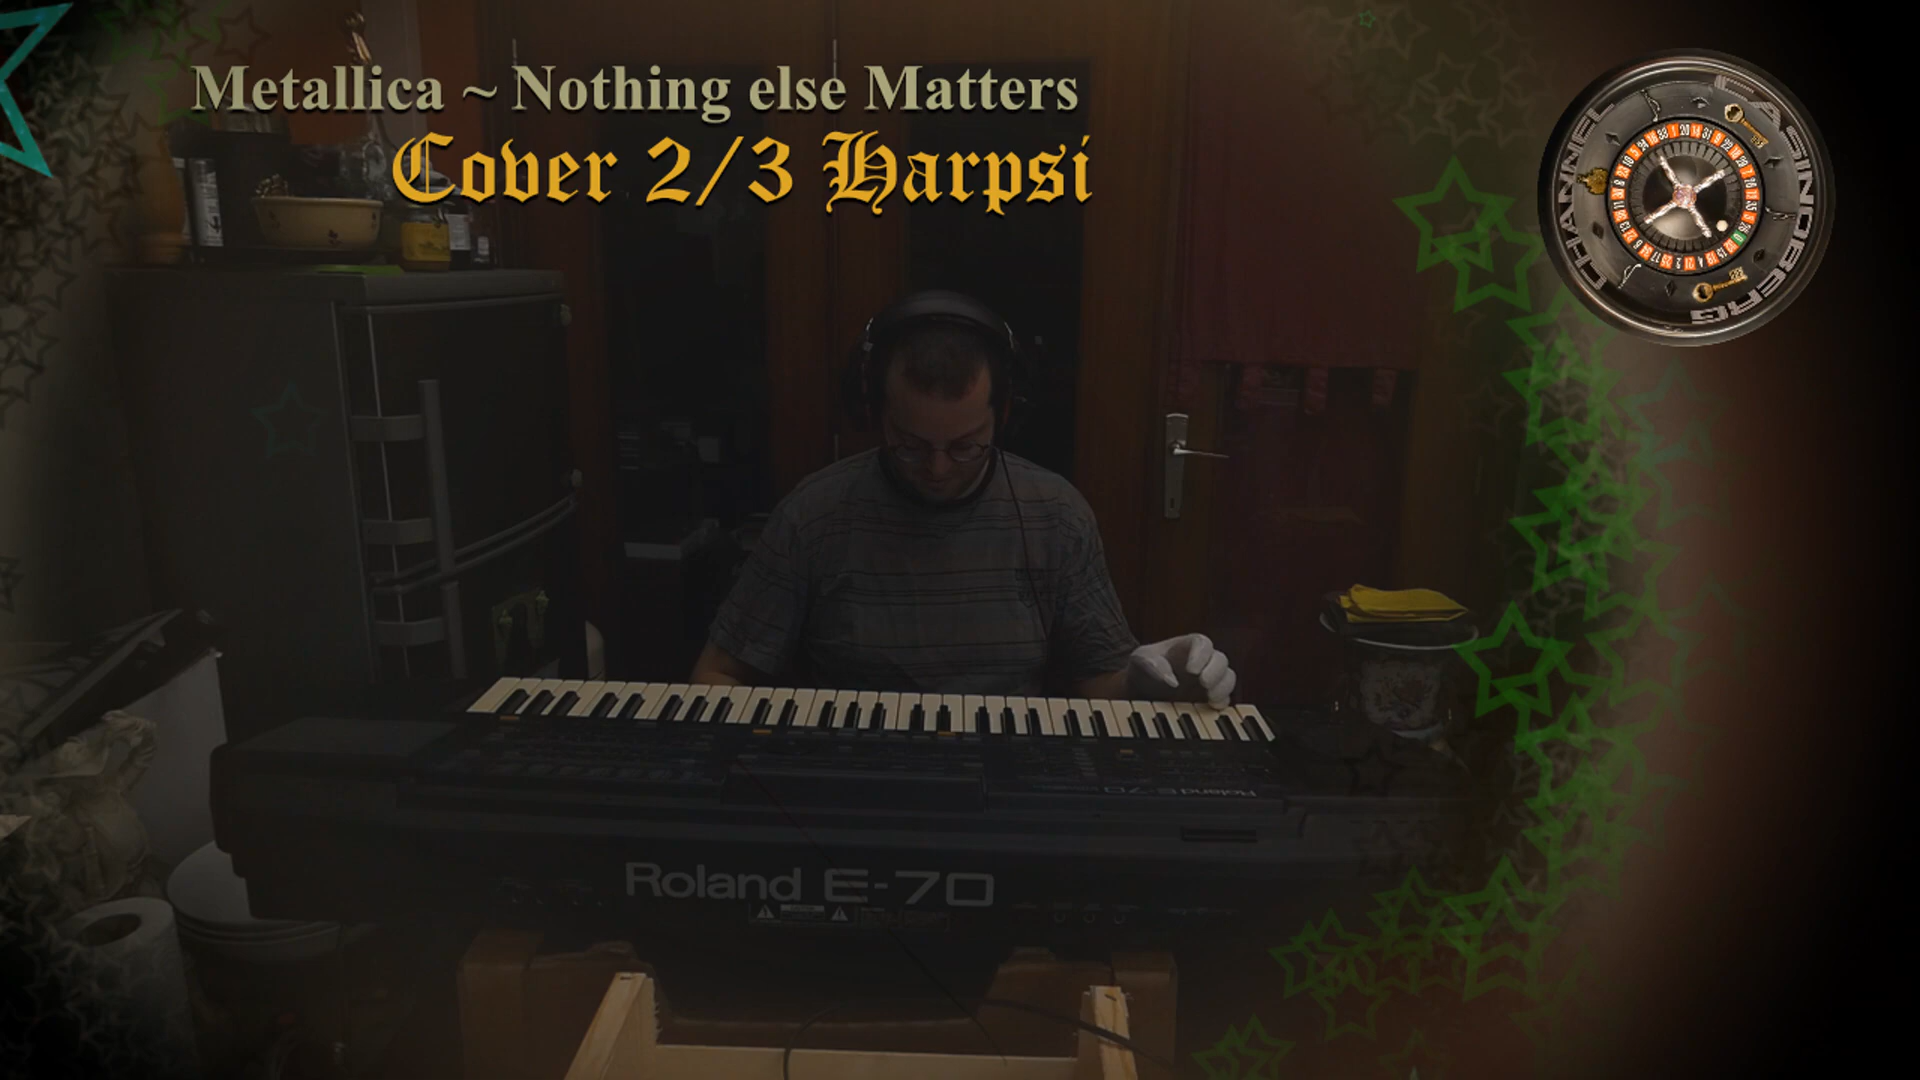 Metallica ~ Nothing else Matters
Cover 2/3 Harpsi
CHANNEL CASINOBERG
Roland E-70
Roland E-70